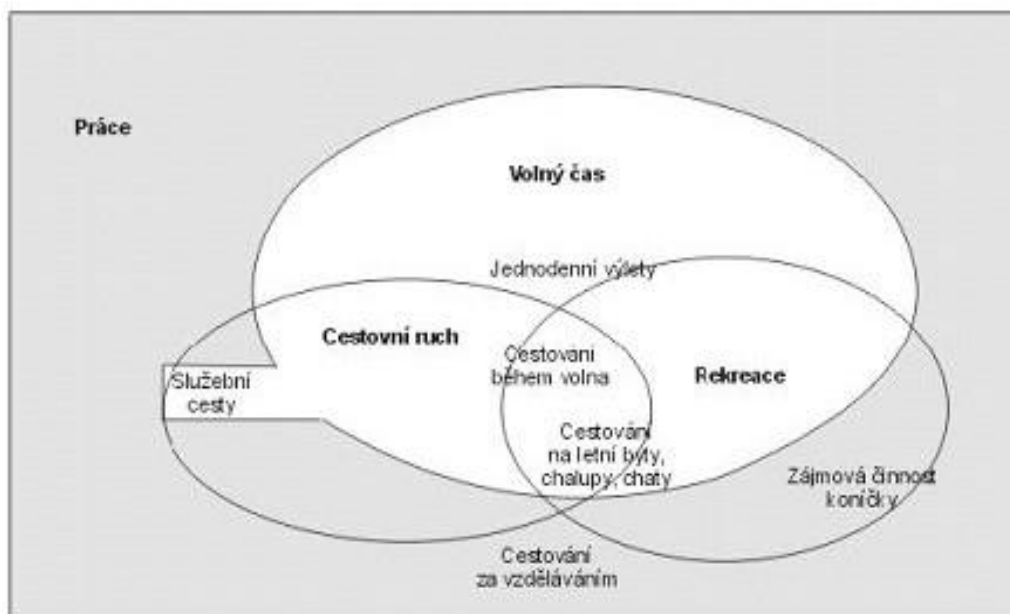 Práce
Volný čas
Jednodenní výlety
Cestovní ruch
Cestování
během volna
Rekreace
Služební
cesty
Cestování
na letní byty,
chalupy, chaty
Zájmová činnost
koníčky
Cestování
za vzděláváním